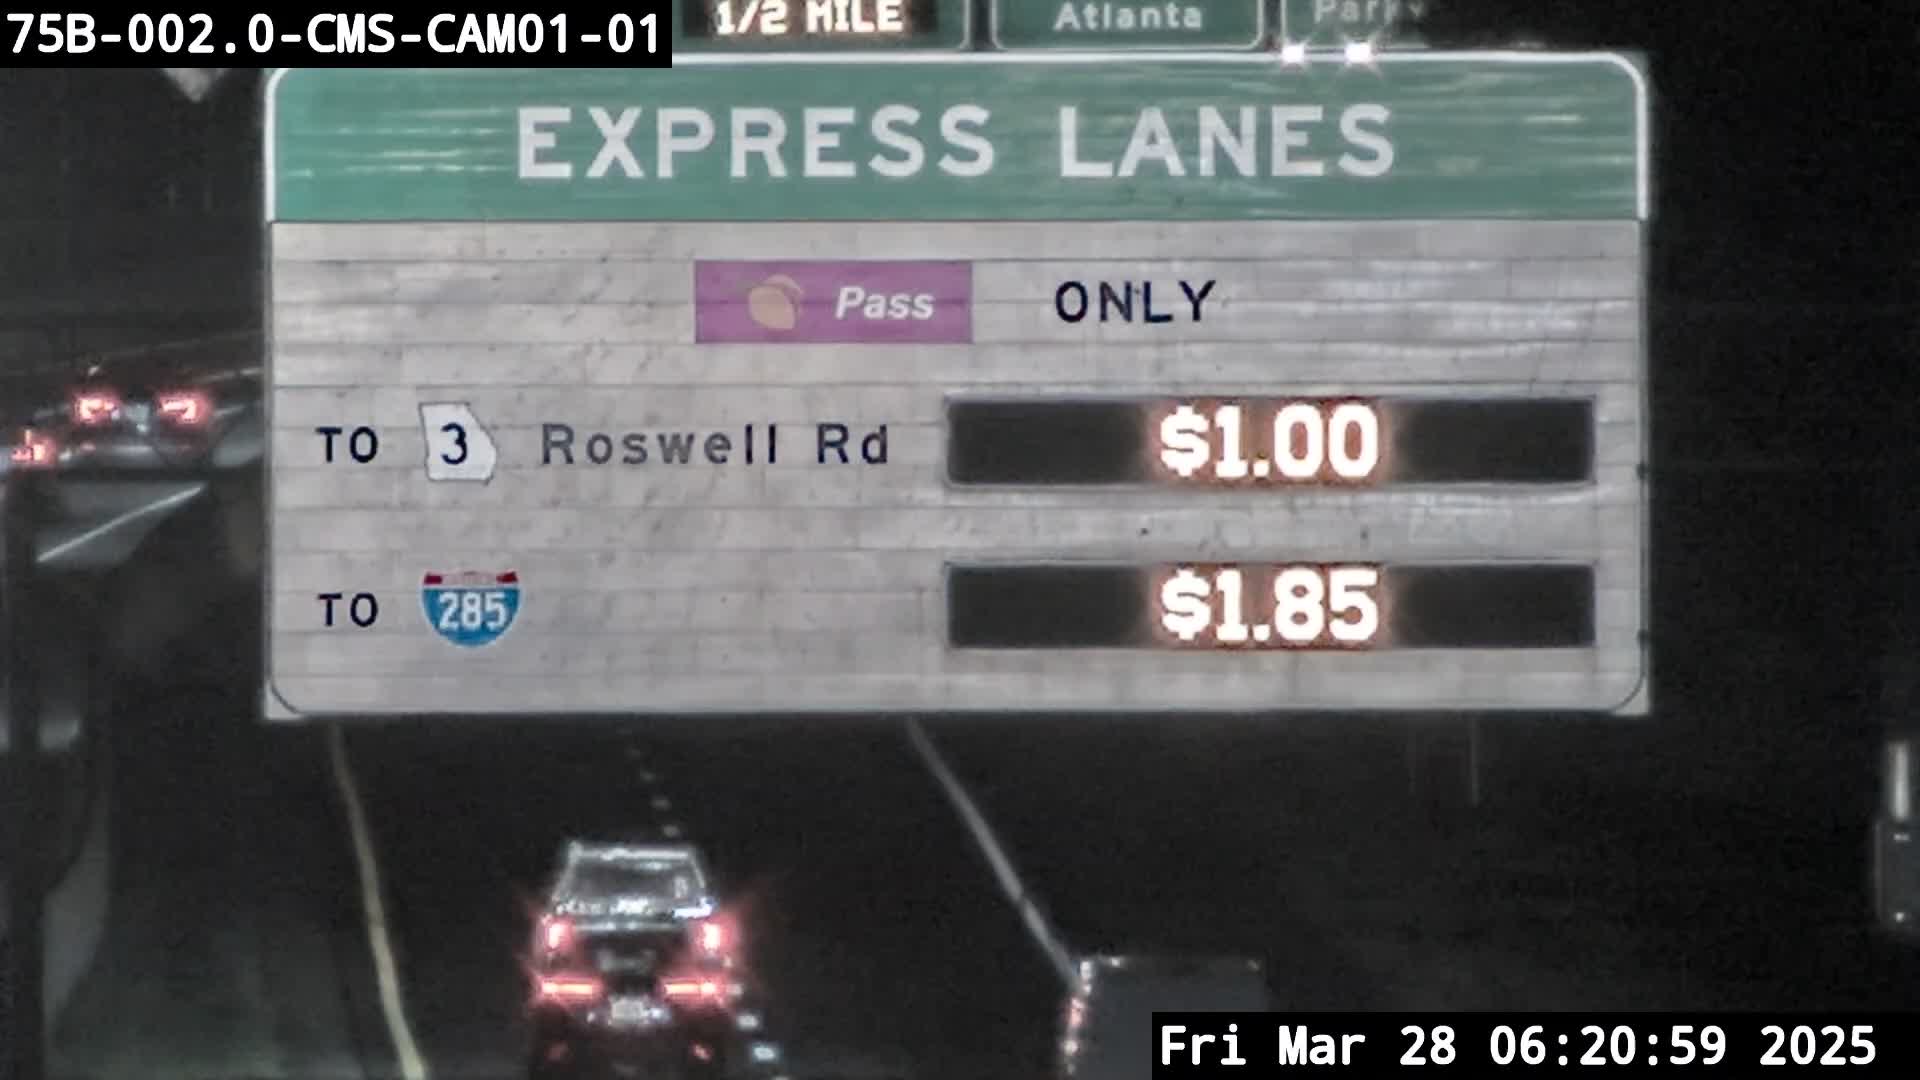 75B-002.0-CMS-CAM01-01
1/2 MILE
Atlanta
EXPRESS LANES
Pass ONLY
TO 3 Roswell Rd $1.00
TO 285 $1.85
Fri Mar 28 06:20:59 2025